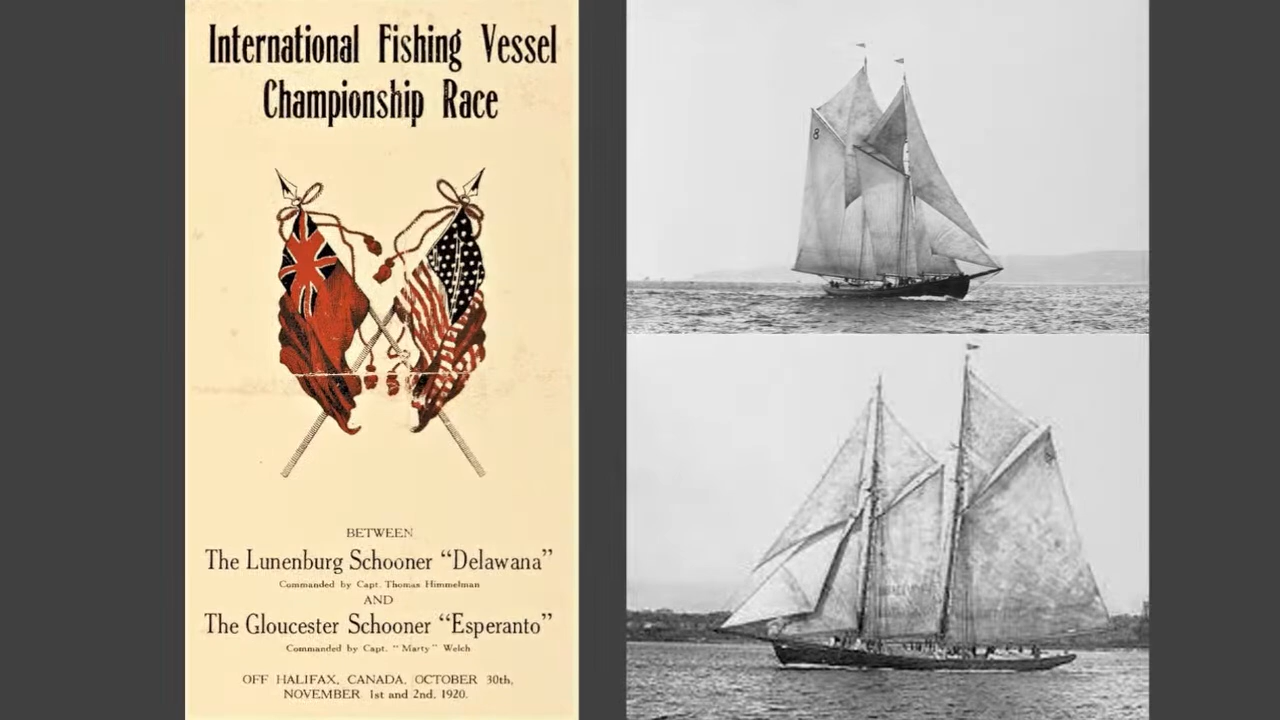 International Fishing Vessel
Championship Race
BETWEEN
The Lunenburg Schooner “Delawana”
Commanded by Capt. Thomas Himmelman
AND
The Gloucester Schooner “Esperanto”
Commanded by Capt. “Marty” Welch
OFF HALIFAX, CANADA, OCTOBER 30th,
NOVEMBER 1st and 2nd, 1920.
8